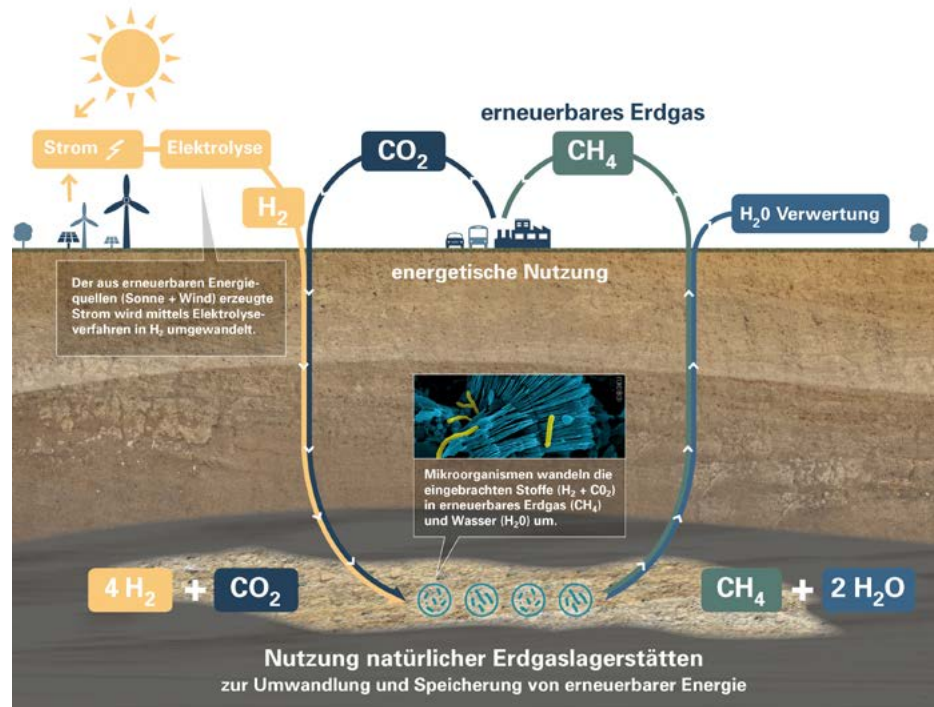 erneuerbares Erdgas
Strom
Elektrolyse
CO₂
CH₄
H₂
H₂0 Verwertung
energetische Nutzung
Der aus erneuerbaren Energie-
quellen (Sonne + Wind) erzeugte
Strom wird mittels Elektrolyse-
verfahren in H₂ umgewandelt.
Mikroorganismen wandeln die
eingebrachten Stoffe (H₂ + C0₂)
in erneuerbares Erdgas (CH₄)
und Wasser (H₂0) um.
4 H₂ + CO₂
CH₄ + 2 H₂O
Nutzung natürlicher Erdgaslagerstätten
zur Umwandlung und Speicherung von erneuerbarer Energie